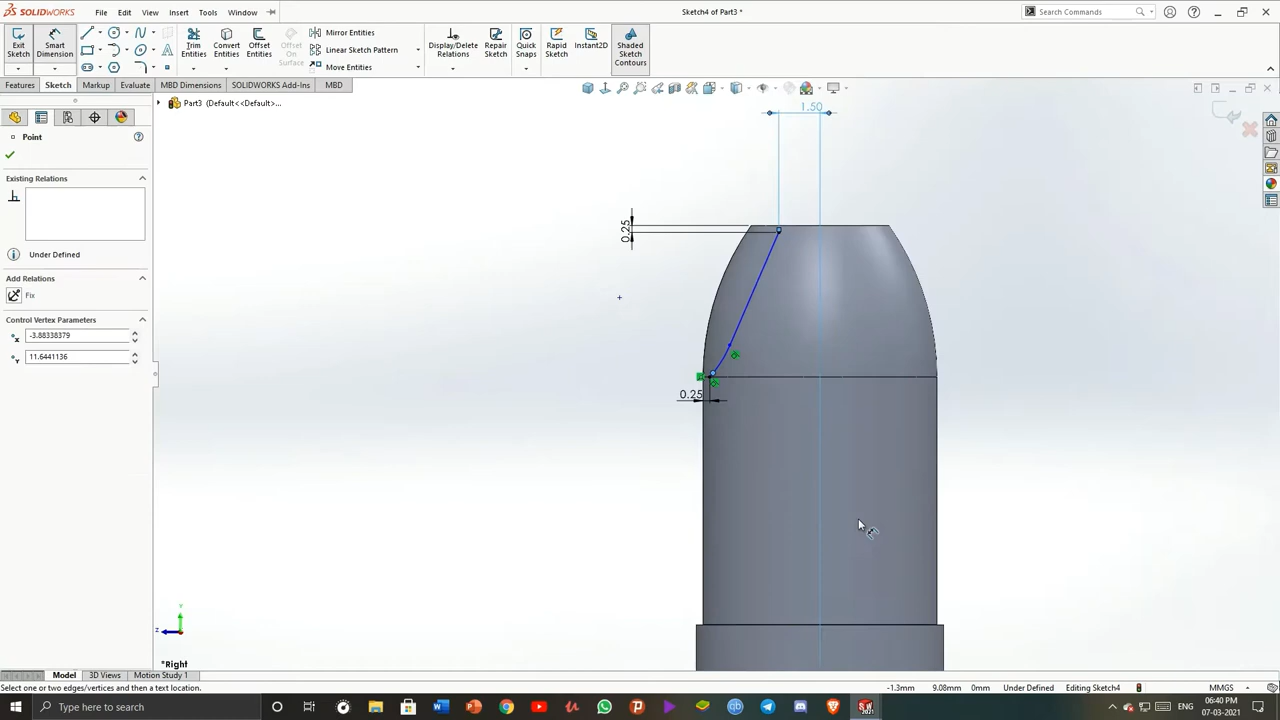 SOLIDWORKS
File Edit View Insert Tools Window
Sketch4 of Part3 *
Search Commands
Exit Sketch
Smart Dimension
Trim Entities
Convert Entities
Offset Entities
Offset On Surface
Mirror Entities
Linear Sketch Pattern
Move Entities
Display/Delete Relations
Repair Sketch
Quick Snaps
Rapid Sketch
Instant2D
Shaded Sketch Contours
Features Sketch Markup Evaluate MBD Dimensions SOLIDWORKS Add-Ins MBD
Part3 (Default<<Default>...
Point
Existing Relations
Under Defined
Add Relations
Fix
Control Vertex Parameters
-3.88338379
11.6441136
1.50
0.25
0.25
Y
Z
*Right
Model 3D Views Motion Study 1
Select one or two edges/vertices and then a text location.
-1.3mm 9.08mm 0mm Under Defined Editing Sketch4 MMGS
Type here to search
ENG
06:40 PM
07-03-2021